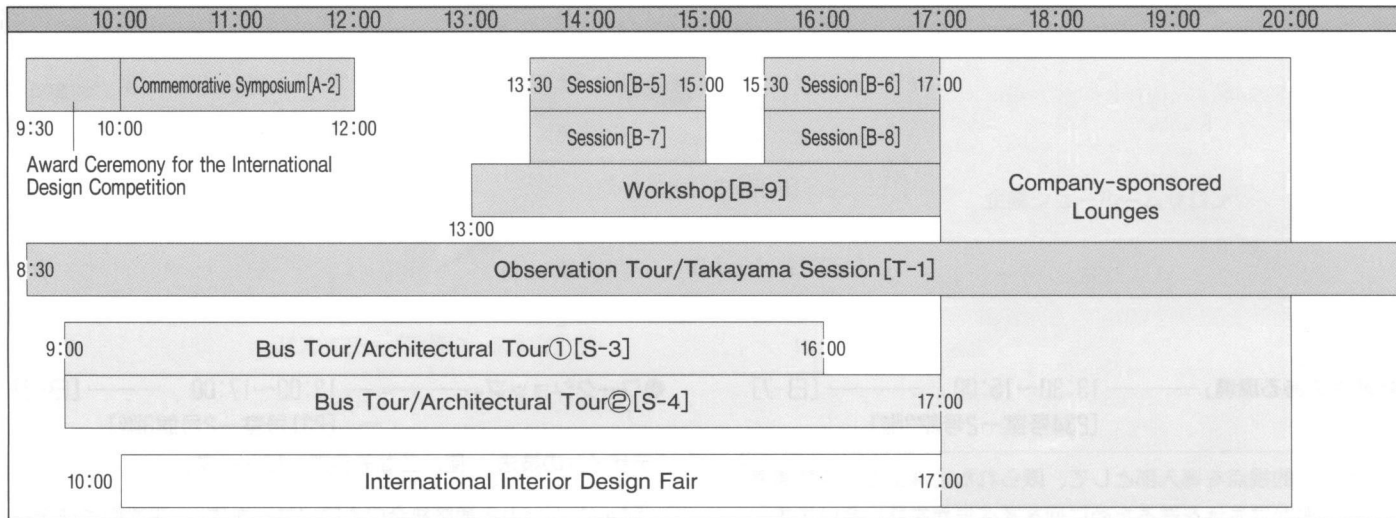 10:00 11:00 12:00 13:00 14:00 15:00 16:00 17:00 18:00 19:00 20:00
Commemorative Symposium[A-2]
9:30 10:00 12:00
Award Ceremony for the International
Design Competition
13:30 Session[B-5] 15:00 15:30 Session[B-6] 17:00
Session[B-7] Session[B-8]
Workshop[B-9]
13:00
Company-sponsored
Lounges
8:30 Observation Tour/Takayama Session[T-1]
9:00 Bus Tour/Architectural Tour①[S-3] 16:00
Bus Tour/Architectural Tour②[S-4] 17:00
10:00 International Interior Design Fair 17:00